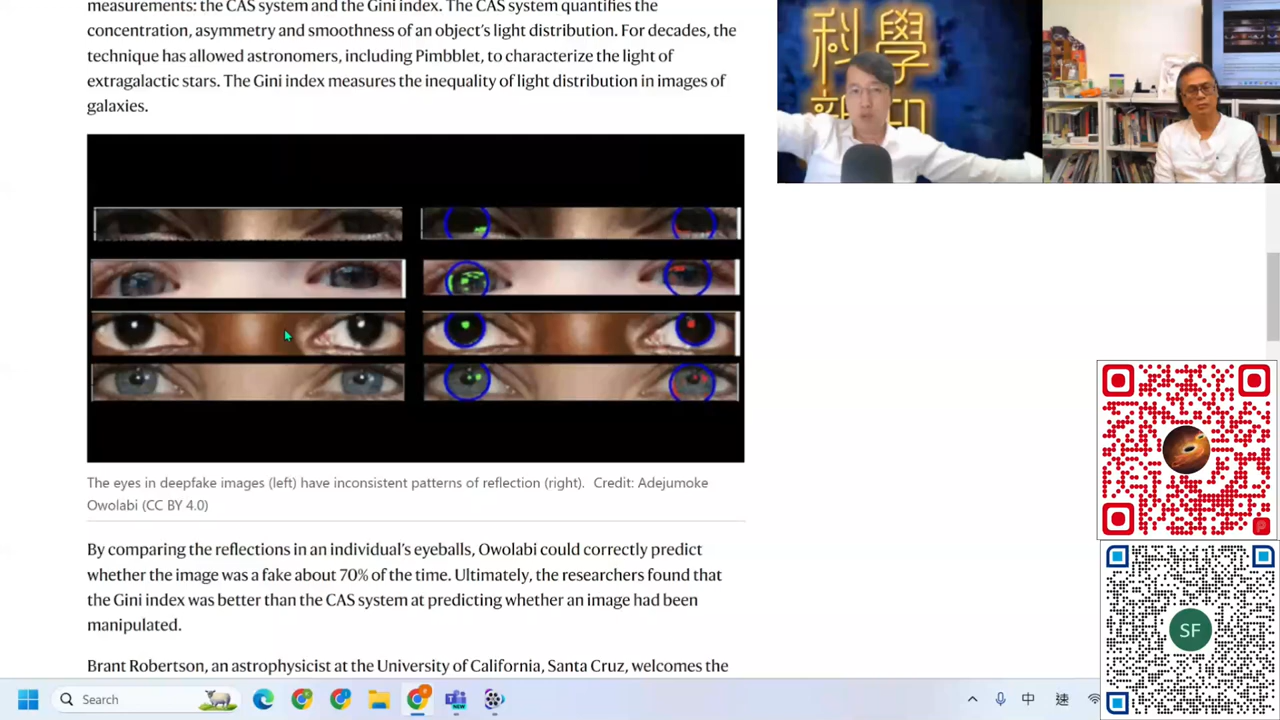 measurements: the CAS system and the Gini index. The CAS system quantifies the
concentration, asymmetry and smoothness of an object's light distribution. For decades, the
technique has allowed astronomers, including Pimbblet, to characterize the light of
extragalactic stars. The Gini index measures the inequality of light distribution in images of
galaxies.
科學
The eyes in deepfake images (left) have inconsistent patterns of reflection (right). Credit: Adejumoke
Owolabi (CC BY 4.0)
By comparing the reflections in an individual's eyeballs, Owolabi could correctly predict
whether the image was a fake about 70% of the time. Ultimately, the researchers found that
the Gini index was better than the CAS system at predicting whether an image had been
manipulated.
Brant Robertson, an astrophysicist at the University of California, Santa Cruz, welcomes the
SF
Search
中
速